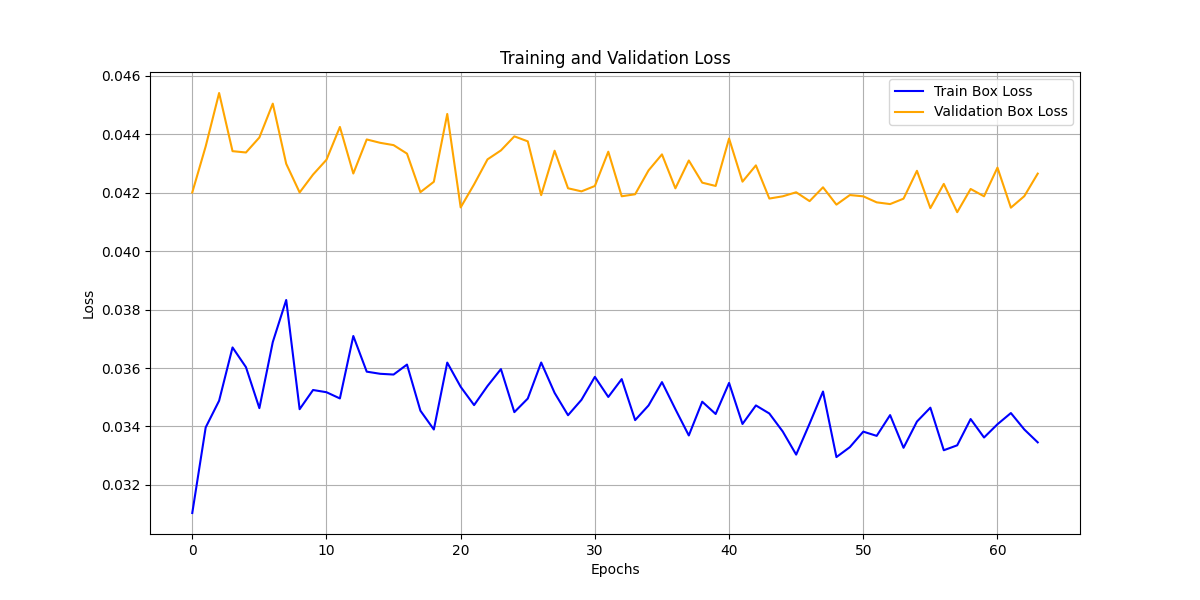 Training and Validation Loss
0.046
0.044
0.042
0.040
0.038
0.036
0.034
0.032
Loss
Train Box Loss
Validation Box Loss
0 10 20 30 40 50 60
Epochs